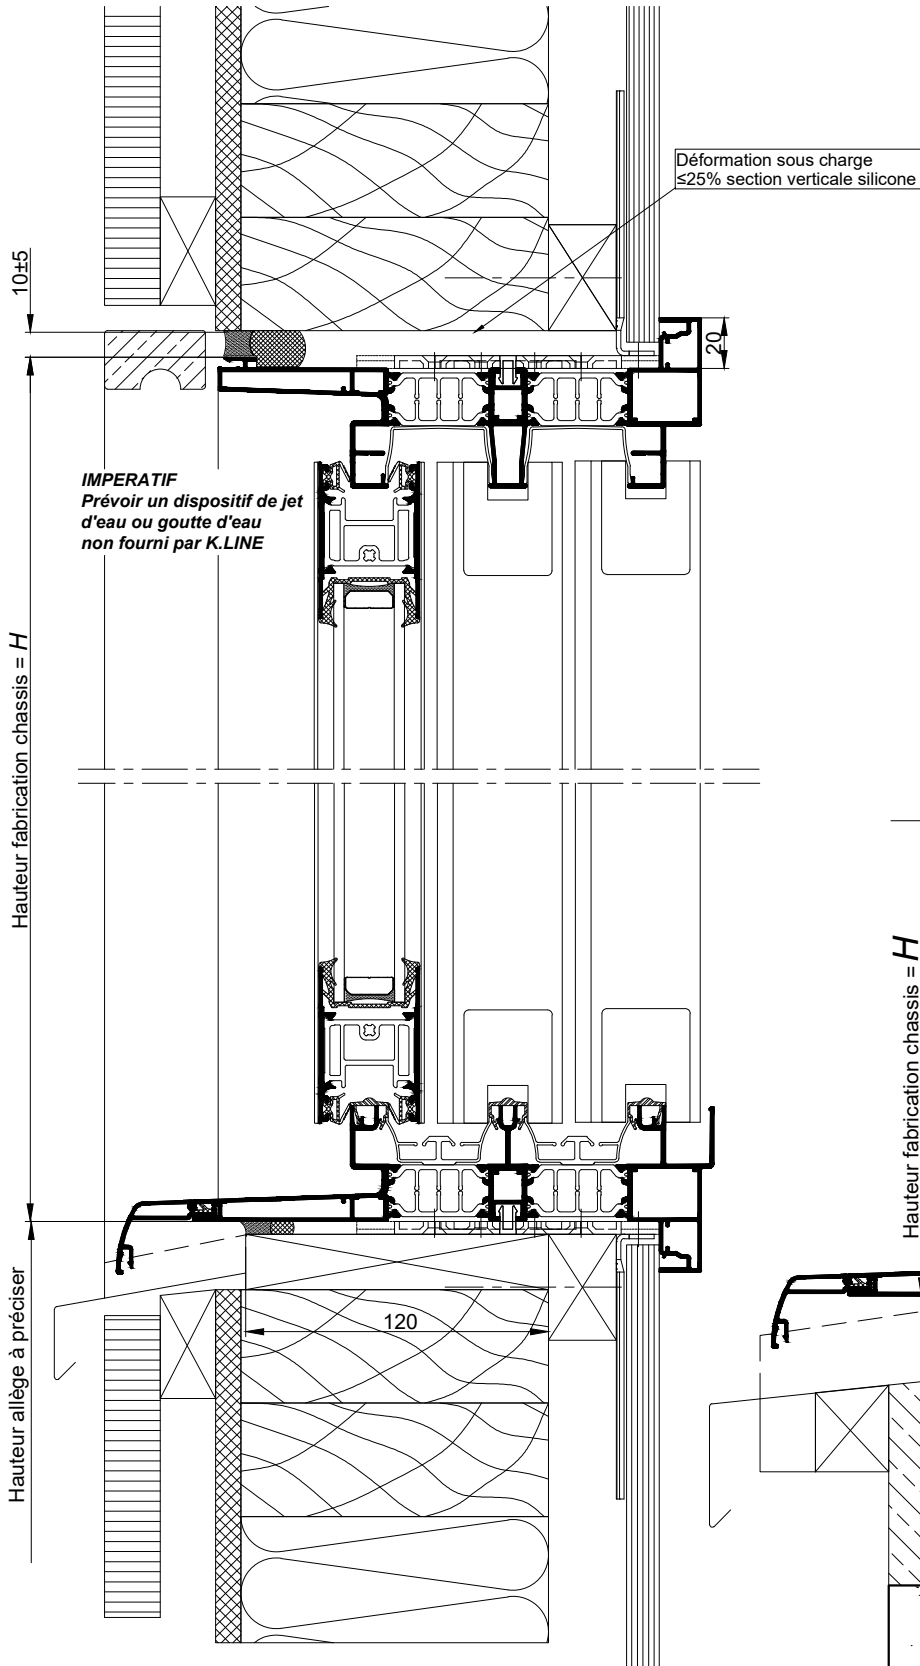 Déformation sous charge
≤25% section verticale silicone
10±5
20
IMPERATIF
Prévoir un dispositif de jet
d'eau ou goutte d'eau
non fourni par K.LINE
Hauteur fabrication chassis = H
Hauteur fabrication chassis = H
120
Hauteur allège à préciser